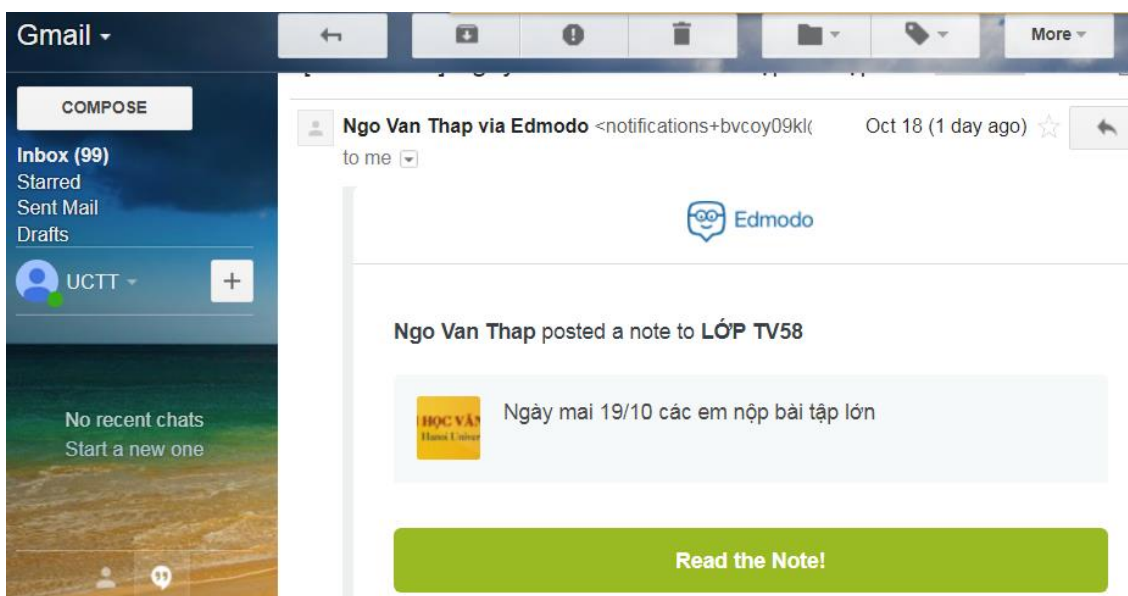 Gmail
More
COMPOSE
Inbox (99)
Starred
Sent Mail
Drafts
UCTT
No recent chats
Start a new one
Ngo Van Thap via Edmodo <notifications+bvcoy09kl( Oct 18 (1 day ago)
to me
Edmodo
Ngo Van Thap posted a note to LỚP TV58
HỌC VĂN
Hanoi Univer
Ngày mai 19/10 các em nộp bài tập lớn
Read the Note!